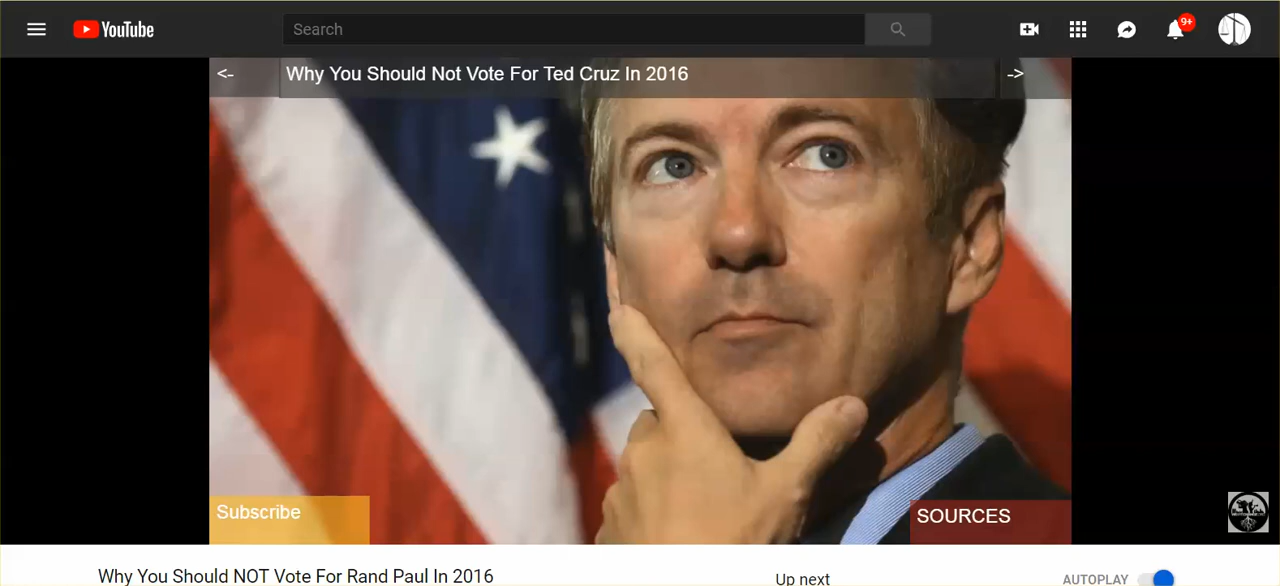 YouTube
Search
9+
<- Why You Should Not Vote For Ted Cruz In 2016 ->
Subscribe
SOURCES
Why You Should NOT Vote For Rand Paul In 2016
Up next
AUTOPLAY